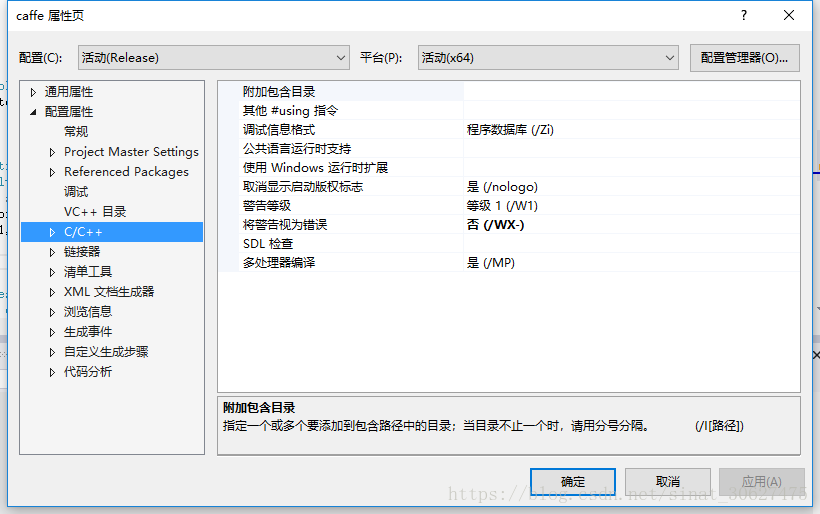 caffe 属性页
配置(C): 活动(Release) 平台(P): 活动(x64) 配置管理器(O)...
通用属性
配置属性
常规
Project Master Settings
Referenced Packages
调试
VC++ 目录
C/C++
链接器
清单工具
XML 文档生成器
浏览信息
生成事件
自定义生成步骤
代码分析
附加包含目录
其他 #using 指令
调试信息格式 程序数据库 (/Zi)
公共语言运行时支持
使用 Windows 运行时扩展
取消显示启动版权标志 是 (/nologo)
警告等级 等级 1 (/W1)
将警告视为错误 否 (/WX-)
SDL 检查
多处理器编译 是 (/MP)
附加包含目录
指定一个或多个要添加到包含路径中的目录；当目录不止一个时，请用分号分隔。 (/I[路径])
确定 取消 应用(A)